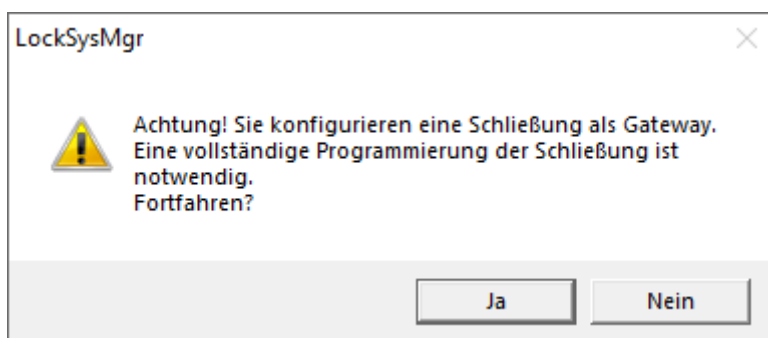 LockSysMgr
Achtung! Sie konfigurieren eine Schließung als Gateway.
Eine vollständige Programmierung der Schließung ist
notwendig.
Fortfahren?
Ja
Nein